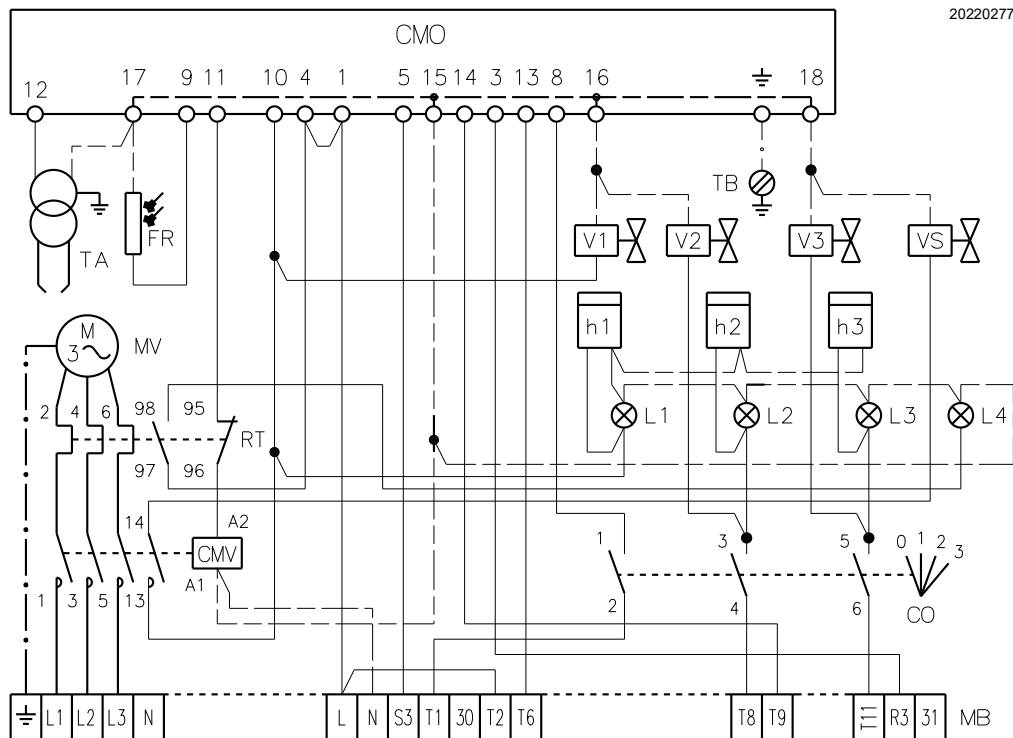 20220277
CMO
12 17 9 11 10 4 1 5 15 14 3 13 8 16 18
TA FR TB
V1 V2 V3 VS
h1 h2 h3
M
3
MV
2 4 6 98 95
L1 L2 L3 L4
RT
97 96
14 A2
CMV
A1
1 3 5 0 1 2 3
1 3 5 13
2 4 6 CO
L1 L2 L3 N L N S3 T1 30 T2 T6 T8 T9 T11 R3 31 MB